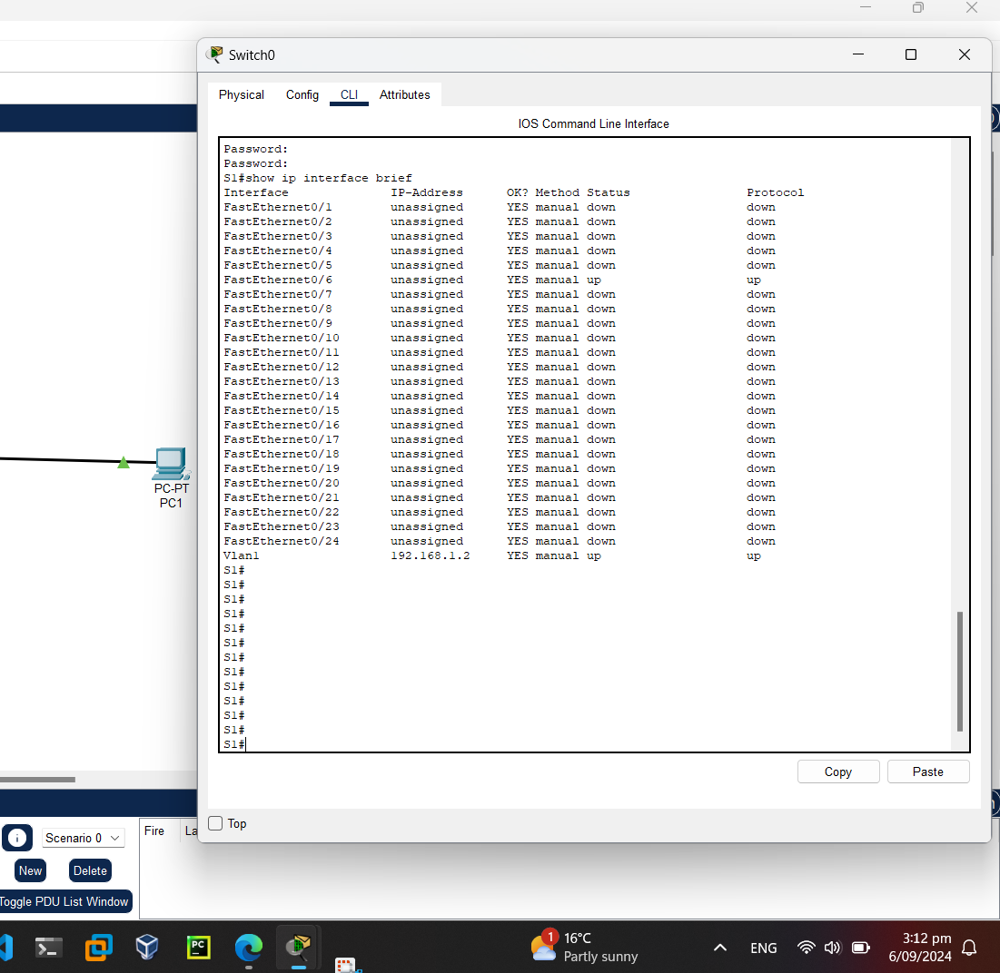 Switch0
Physical Config CLI Attributes
IOS Command Line Interface
Password:
Password:
S1#show ip interface brief
Interface IP-Address OK? Method Status Protocol
FastEthernet0/1 unassigned YES manual down down
FastEthernet0/2 unassigned YES manual down down
FastEthernet0/3 unassigned YES manual down down
FastEthernet0/4 unassigned YES manual down down
FastEthernet0/5 unassigned YES manual down down
FastEthernet0/6 unassigned YES manual up up
FastEthernet0/7 unassigned YES manual down down
FastEthernet0/8 unassigned YES manual down down
FastEthernet0/9 unassigned YES manual down down
FastEthernet0/10 unassigned YES manual down down
FastEthernet0/11 unassigned YES manual down down
FastEthernet0/12 unassigned YES manual down down
FastEthernet0/13 unassigned YES manual down down
FastEthernet0/14 unassigned YES manual down down
FastEthernet0/15 unassigned YES manual down down
FastEthernet0/16 unassigned YES manual down down
FastEthernet0/17 unassigned YES manual down down
FastEthernet0/18 unassigned YES manual down down
FastEthernet0/19 unassigned YES manual down down
FastEthernet0/20 unassigned YES manual down down
FastEthernet0/21 unassigned YES manual down down
FastEthernet0/22 unassigned YES manual down down
FastEthernet0/23 unassigned YES manual down down
FastEthernet0/24 unassigned YES manual down down
Vlan1 192.168.1.2 YES manual up up
S1#
S1#
S1#
S1#
S1#
S1#
S1#
S1#
S1#
S1#
S1#
S1#
S1#
Copy Paste
Top
PC-PT
PC1
Scenario 0
Fire La
New Delete
Toggle PDU List Window
PC
1
16°C
Partly sunny
ENG
3:12 pm
6/09/2024